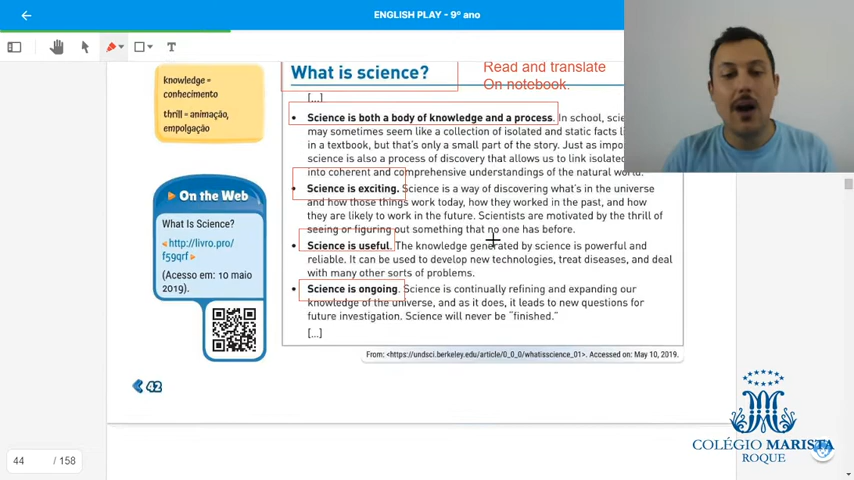 ENGLISH PLAY - 9º ano
T
knowledge =
conhecimento
thrill = animação,
empolgação
What is science?
Read and translate
On notebook.
[...]
• Science is both a body of knowledge and a process. In school,
may sometimes seem like a collection of isolated and static facts
in a textbook, but that's only a small part of the story. Just as
science is also a process of discovery that allows us to link isolated
into coherent and comprehensive understandings of the natural world.
• Science is exciting. Science is a way of discovering what's in the universe
and how those things work today, how they worked in the past, and how
they are likely to work in the future. Scientists are motivated by the thrill of
seeing or figuring out something that no one has before.
• Science is useful. The knowledge generated by science is powerful and
reliable. It can be used to develop new technologies, treat diseases, and deal
with many other sorts of problems.
• Science is ongoing. Science is continually refining and expanding our
knowledge of the universe, and as it does, it leads to new questions for
future investigation. Science will never be "finished."
[...]
From: <https://undsci.berkeley.edu/article/0_0_0/whatisscience_01>. Accessed on: May 10, 2019.
On the Web
What Is Science?
<http://livro.pro/
f59qrf>
(Acesso em: 10 maio
2019).
42
44 / 158
COLÉGIO MARISTA
ROQUE